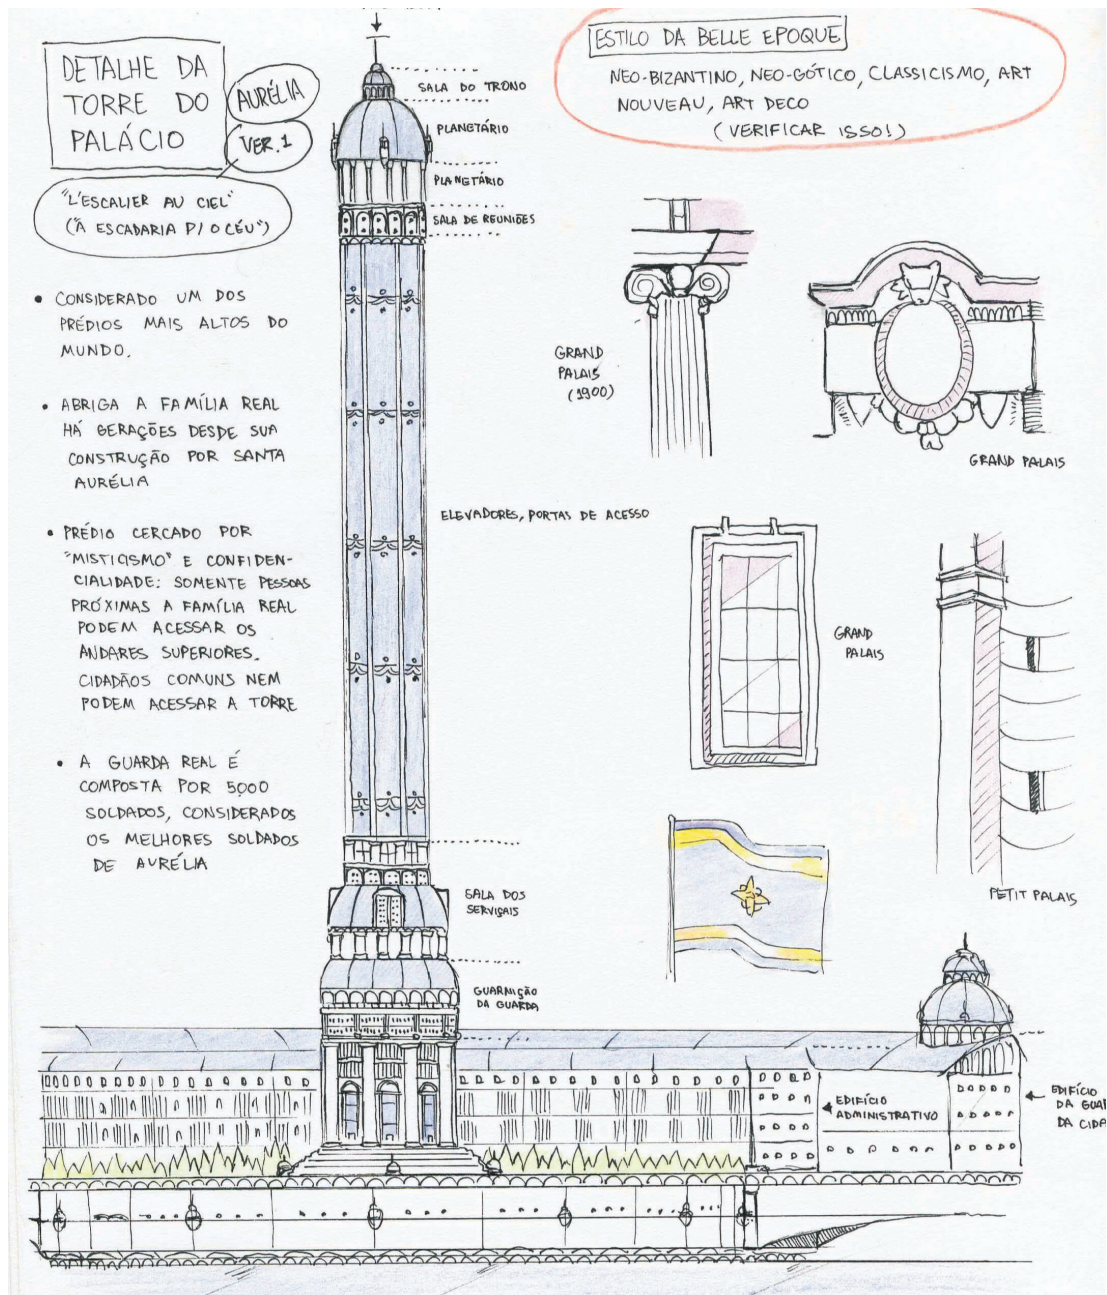 DETALHE DA
TORRE DO
PALÁCIO
AURÉLIA
VER.1
"L'ESCALIER AU CIEL"
("A ESCADARIA P/ O CÉU")
• CONSIDERADO UM DOS
PRÉDIOS MAIS ALTOS DO
MUNDO.
• ABRIGA A FAMÍLIA REAL
HÁ GERAÇÕES DESDE SUA
CONSTRUÇÃO POR SANTA
AURÉLIA
• PRÉDIO CERCADO POR
"MISTICISMO" E CONFIDEN-
CIALIDADE: SOMENTE PESSOAS
PRÓXIMAS A FAMÍLIA REAL
PODEM ACESSAR OS
ANDARES SUPERIORES.
CIDADÃOS COMUNS NEM
PODEM ACESSAR A TORRE
• A GUARDA REAL É
COMPOSTA POR 5000
SOLDADOS, CONSIDERADOS
OS MELHORES SOLDADOS
DE AURÉLIA
SALA DO TRONO
PLANETÁRIO
PLANETÁRIO
SALA DE REUNIÕES
ELEVADORES, PORTAS DE ACESSO
SALA DOS
SERVIÇAIS
GUARNIÇÃO
DA GUARDA
ESTILO DA BELLE EPOQUE
NEO-BIZANTINO, NEO-GÓTICO, CLASSICISMO, ART
NOUVEAU, ART DECO
(VERIFICAR ISSO!)
GRAND
PALAIS
(1900)
GRAND PALAIS
GRAND
PALAIS
PETIT PALAIS
EDIFÍCIO
ADMINISTRATIVO
EDIFÍCIO
DA GUAR
DA CIDA